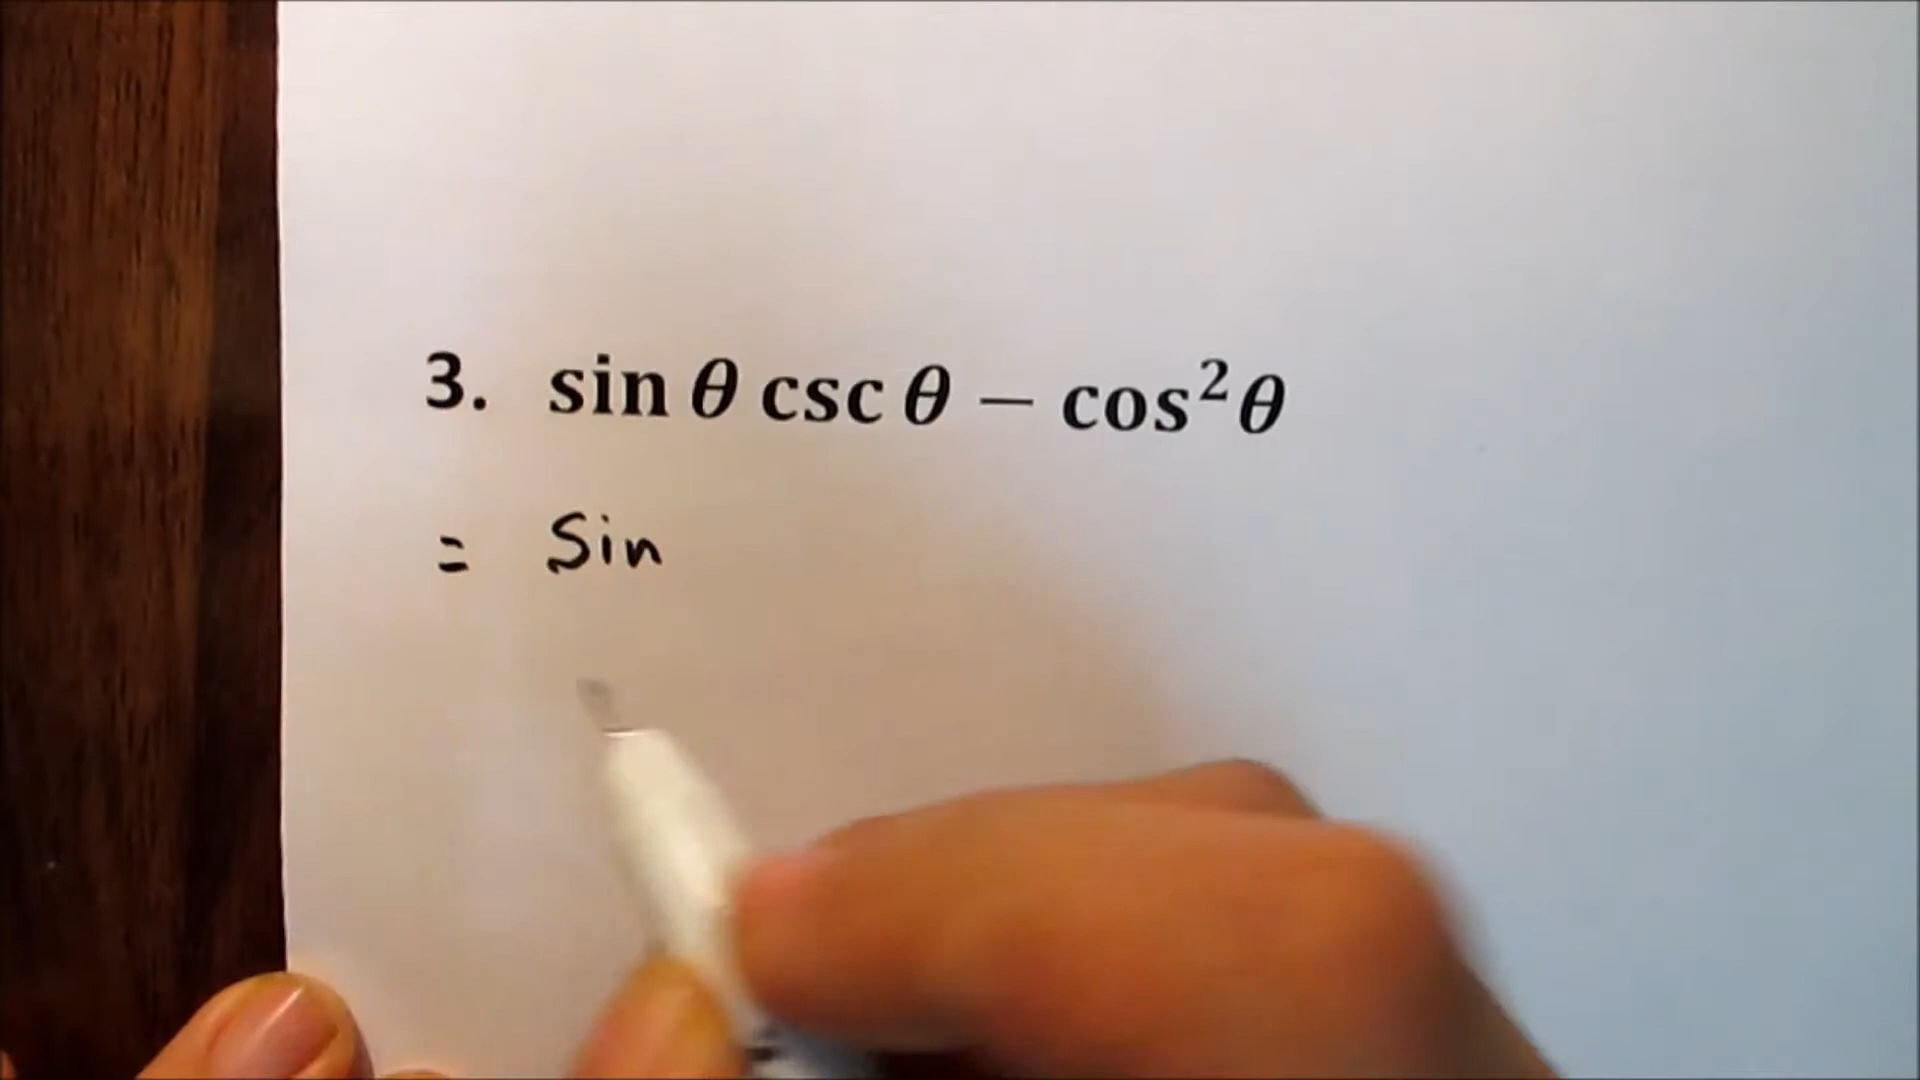 3. sin θ csc θ − cos²θ
= Sin